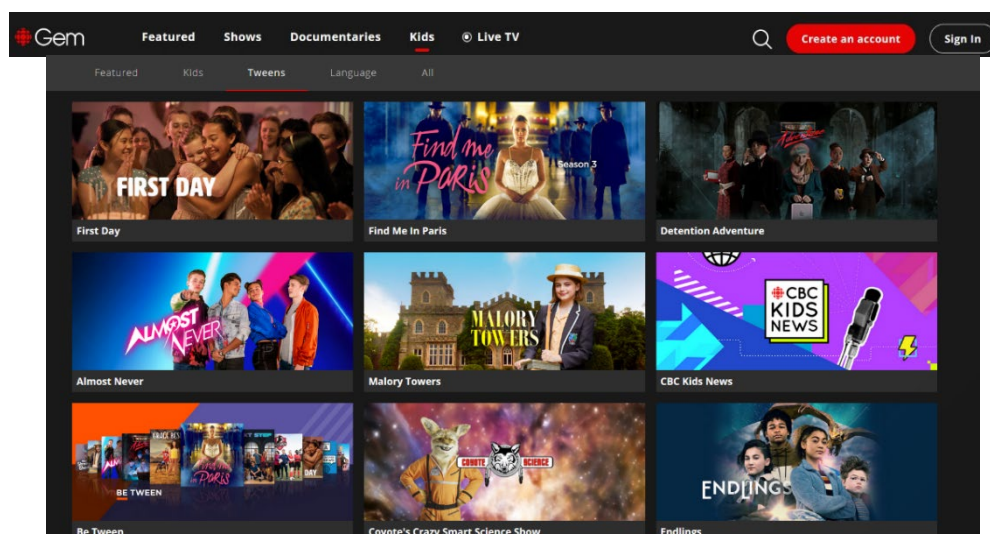 Gem Featured Shows Documentaries Kids Live TV Create an account Sign In
Featured Kids Tweens Language All
FIRST DAY
Find me
in PARIS
Season 3
First Day
Find Me In Paris
Detention Adventure
ALMOST
NEVER
MALORY
TOWERS
CBC
KIDS
NEWS
Almost Never
Malory Towers
CBC Kids News
BE TWEEN
COYOTE SCIENCE
ENDLINGS
Be Tween
Coyote's Crazy Smart Science Show
Endlings